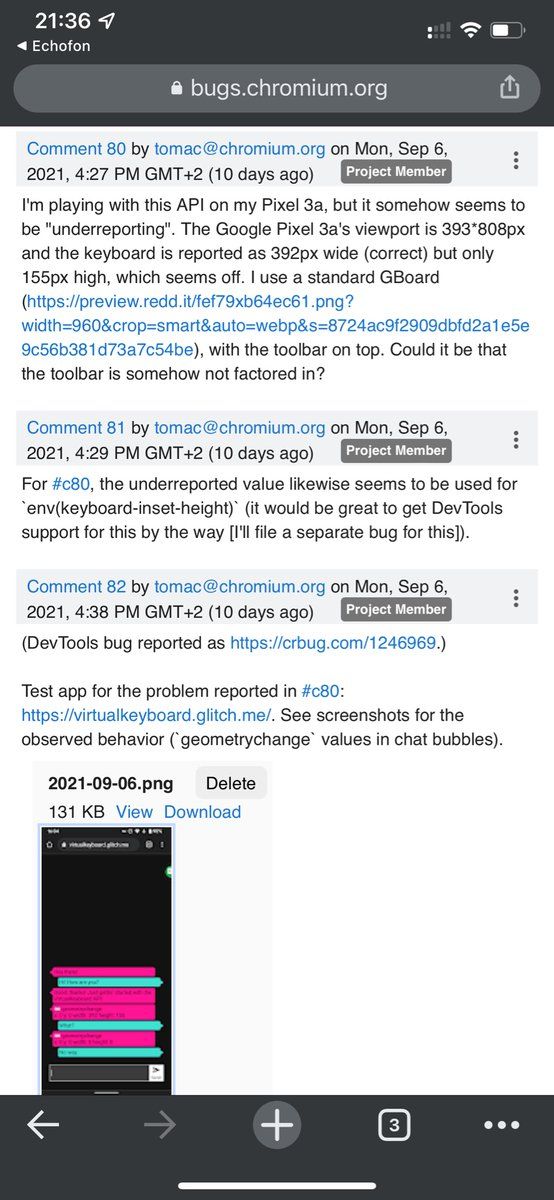 21:36
◀ Echofon
bugs.chromium.org
Comment 80 by tomac@chromium.org on Mon, Sep 6,
2021, 4:27 PM GMT+2 (10 days ago) Project Member
I'm playing with this API on my Pixel 3a, but it somehow seems to
be "underreporting". The Google Pixel 3a's viewport is 393*808px
and the keyboard is reported as 392px wide (correct) but only
155px high, which seems off. I use a standard GBoard
(https://preview.redd.it/fef79xb64ec61.png?
width=960&crop=smart&auto=webp&s=8724ac9f2909dbfd2a1e5e
9c56b381d73a7c54be), with the toolbar on top. Could it be that
the toolbar is somehow not factored in?
Comment 81 by tomac@chromium.org on Mon, Sep 6,
2021, 4:29 PM GMT+2 (10 days ago) Project Member
For #c80, the underreported value likewise seems to be used for
`env(keyboard-inset-height)` (it would be great to get DevTools
support for this by the way [I'll file a separate bug for this]).
Comment 82 by tomac@chromium.org on Mon, Sep 6,
2021, 4:38 PM GMT+2 (10 days ago) Project Member
(DevTools bug reported as https://crbug.com/1246969.)
Test app for the problem reported in #c80:
https://virtualkeyboard.glitch.me/. See screenshots for the
observed behavior (`geometrychange` values in chat bubbles).
2021-09-06.png Delete
131 KB View Download
virtualkeyboard.glitch.me
Hi! How are you?
geometrychange
geometrychange
3